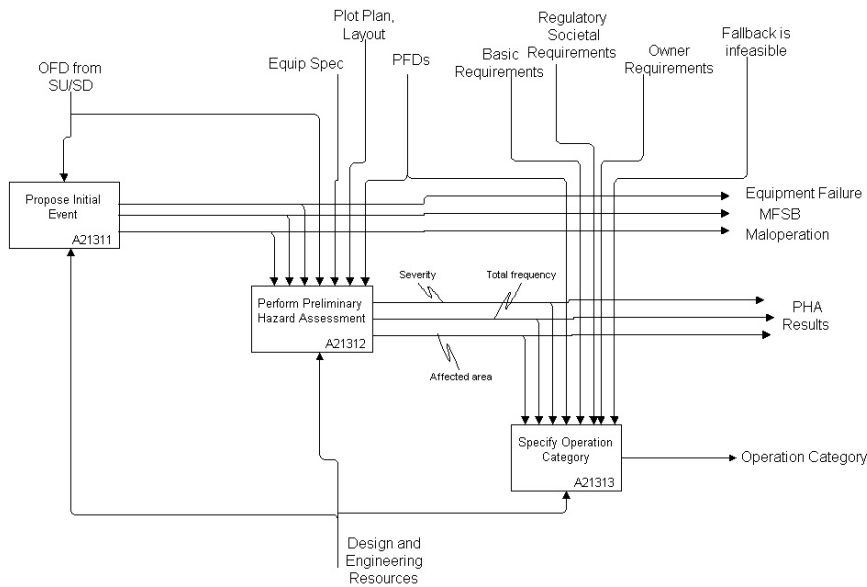 Plot Plan,
Layout
Regulatory
Societal
Requirements
Fallback is
infeasible
OFD from
SU/SD
Equip Spec
PFDs
Basic
Requirements
Owner
Requirements
Propose Initial
Event
A21311
Equipment Failure
MFSB
Maloperation
Severity
Total frequency
Perform Preliminary
Hazard Assessment
A21312
PHA
Results
Affected area
Specify Operation
Category
A21313
Operation Category
Design and
Engineering
Resources